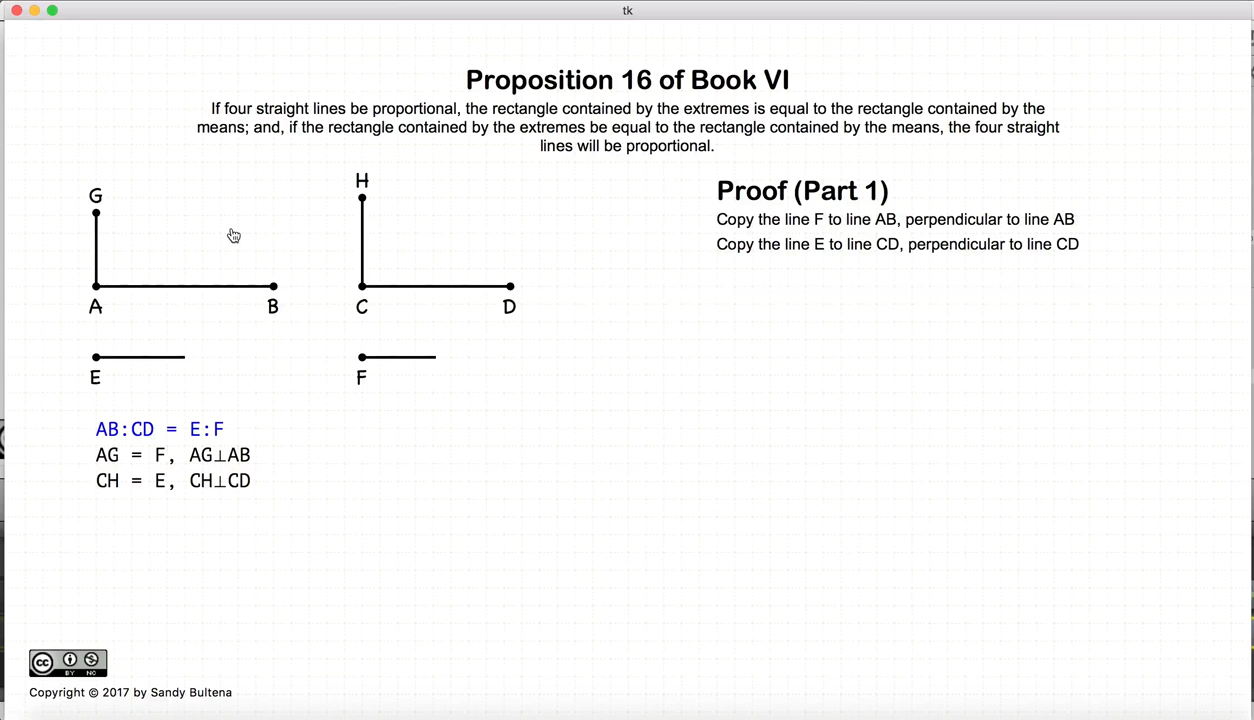 tk
Proposition 16 of Book VI
If four straight lines be proportional, the rectangle contained by the extremes is equal to the rectangle contained by the
means; and, if the rectangle contained by the extremes be equal to the rectangle contained by the means, the four straight
lines will be proportional.
G
H
A
B
C
D
E
F
AB:CD = E:F
AG = F, AG⊥AB
CH = E, CH⊥CD
Proof (Part 1)
Copy the line F to line AB, perpendicular to line AB
Copy the line E to line CD, perpendicular to line CD
cc
BY NC
Copyright © 2017 by Sandy Bultena